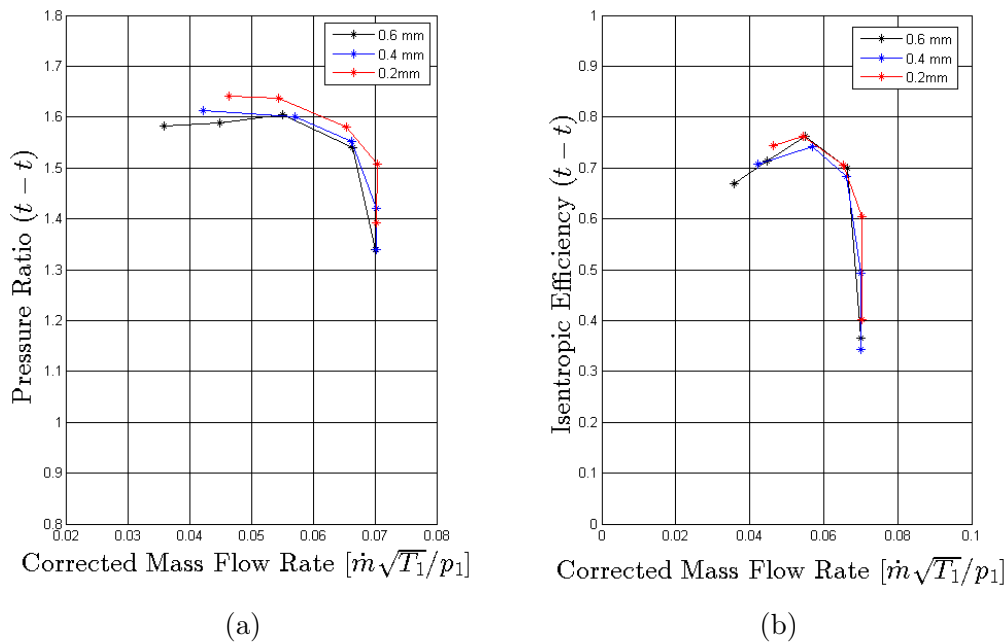 1.8
1.7
1.6
1.5
1.4
1.3
1.2
1.1
1
0.9
0.8
0.02
0.03
0.04
0.05
0.06
0.07
0.08
Pressure Ratio (t − t)
Corrected Mass Flow Rate [ṁ√T₁/p₁]
0.6 mm
0.4 mm
0.2mm
(a)
1
0.9
0.8
0.7
0.6
0.5
0.4
0.3
0.2
0.1
0
0
0.02
0.04
0.06
0.08
0.1
Isentropic Efficiency (t − t)
Corrected Mass Flow Rate [ṁ√T₁/p₁]
0.6 mm
0.4 mm
0.2mm
(b)